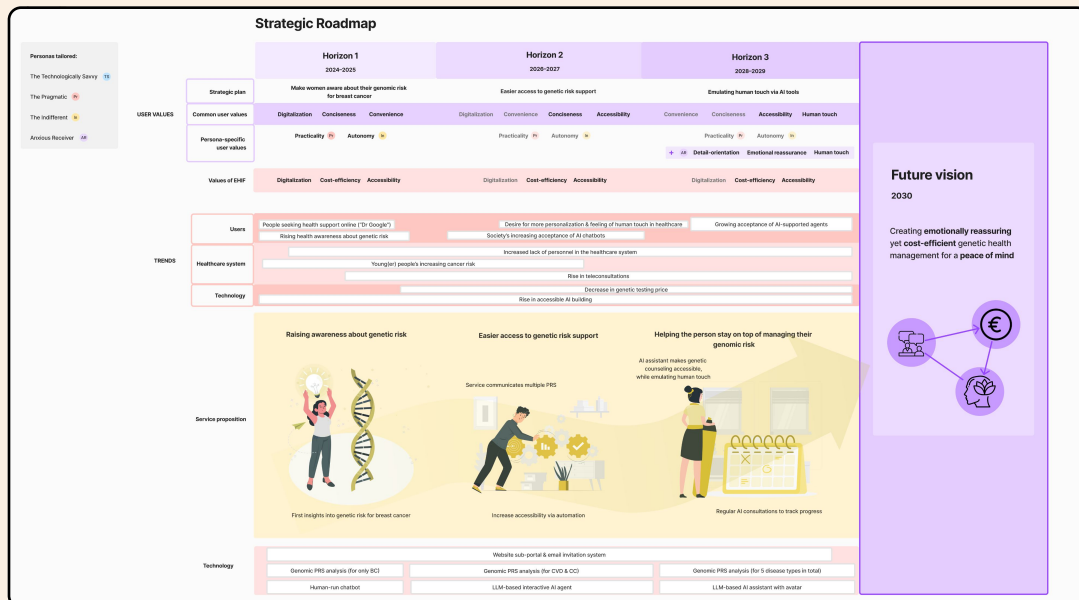 Strategic Roadmap
Personas tailored:
The Technologically Savvy TS
The Pragmatic Pr
The Indifferent In
Anxious Receiver AR
Horizon 1
2024-2025
Horizon 2
2026-2027
Horizon 3
2028-2029
USER VALUES
Strategic plan
Make women aware about their genomic risk
for breast cancer
Easier access to genetic risk support
Emulating human touch via AI tools
Common user values
Digitalization Conciseness Convenience
Digitalization Convenience Conciseness Accessibility
Convenience Conciseness Accessibility Human touch
Persona-specific
user values
Practicality Pr Autonomy In
Practicality Pr Autonomy In
Practicality Pr Autonomy In
+ AR Detail-orientation Emotional reassurance Human touch
Values of EHIF
Digitalization Cost-efficiency Accessibility
Digitalization Cost-efficiency Accessibility
Digitalization Cost-efficiency Accessibility
TRENDS
Users
People seeking health support online ("Dr Google")
Desire for more personalization & feeling of human touch in healthcare
Growing acceptance of AI-supported agents
Rising health awareness about genetic risk
Society's increasing acceptance of AI chatbots
Healthcare system
Increased lack of personnel in the healthcare system
Young(er) people's increasing cancer risk
Rise in teleconsultations
Technology
Decrease in genetic testing price
Rise in accessible AI building
Service proposition
Raising awareness about genetic risk
First insights into genetic risk for breast cancer
Easier access to genetic risk support
Service communicates multiple PRS
Increase accessibility via automation
Helping the person stay on top of managing their
genomic risk
AI assistant makes genetic
counseling accessible,
while emulating human touch
Regular AI consultations to track progress
Technology
Website sub-portal & email invitation system
Genomic PRS analysis (for only BC)
Genomic PRS analysis (for CVD & CC)
Genomic PRS analysis (for 5 disease types in total)
Human-run chatbot
LLM-based interactive AI agent
LLM-based AI assistant with avatar
Future vision
2030
Creating emotionally reassuring
yet cost-efficient genetic health
management for a peace of mind
€